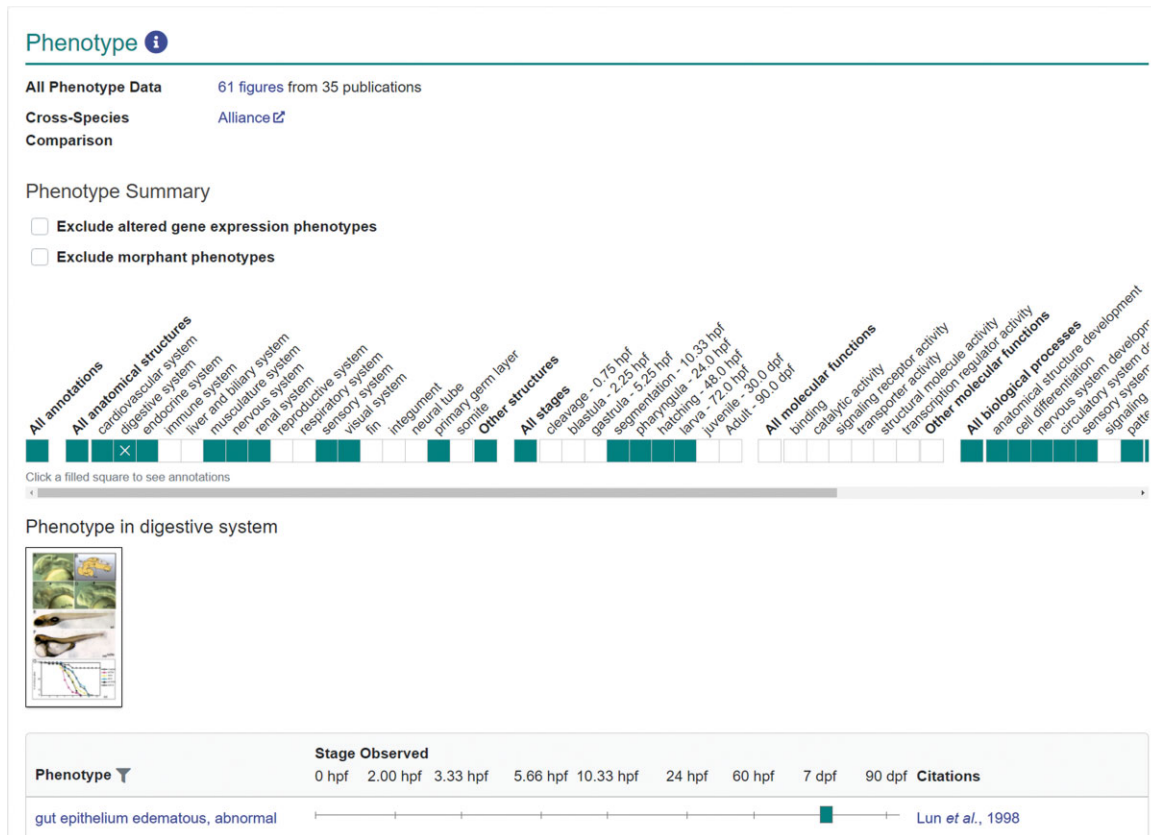 Phenotype
All Phenotype Data 61 figures from 35 publications
Cross-Species Alliance
Comparison
Phenotype Summary
Exclude altered gene expression phenotypes
Exclude morphant phenotypes
All annotations
All anatomical structures
cardiovascular system
digestive system
endocrine system
immune system
liver and biliary system
musculature system
nervous system
renal system
reproductive system
respiratory system
sensory system
visual system
fin
integument
neural tube
primary germ layer
somite
Other structures
All stages
cleavage - 0.75 hpf
blastula - 2.25 hpf
gastrula - 5.25 hpf
segmentation - 10.33 hpf
pharyngula - 24.0 hpf
hatching - 48.0 hpf
larva - 72.0 hpf
juvenile - 30.0 dpf
Adult - 90.0 dpf
All molecular functions
binding
catalytic activity
signaling receptor activity
transporter activity
structural molecule activity
transcription regulator activity
Other molecular functions
All biological processes
anatomical structure development
cell differentiation
nervous system developm
circulatory system de
sensory system d
signaling
patte
Click a filled square to see annotations
Phenotype in digestive system
Stage Observed
Phenotype 0 hpf 2.00 hpf 3.33 hpf 5.66 hpf 10.33 hpf 24 hpf 60 hpf 7 dpf 90 dpf Citations
gut epithelium edematous, abnormal Lun et al., 1998